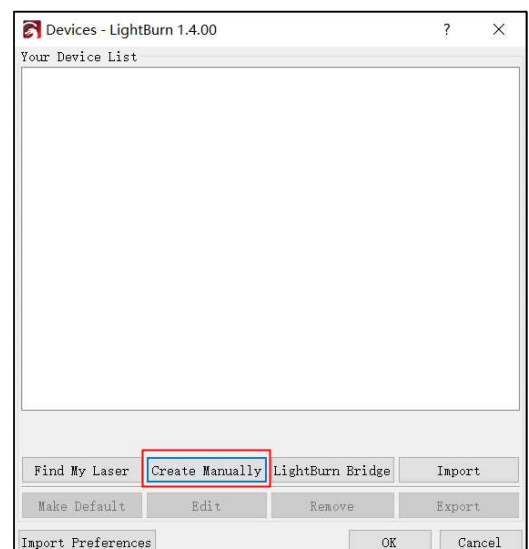 Devices - LightBurn 1.4.00 ?
Your Device List
Find My Laser Create Manually LightBurn Bridge Import
Make Default Edit Remove Export
Import Preferences OK Cancel